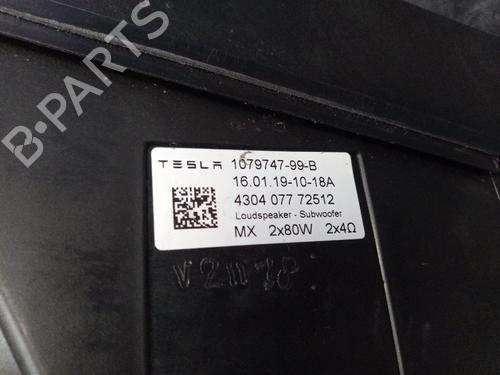 B-PARTS
TESLA 1079747-99-B
16.01.19-10-18A
4304 077 72512
Loudspeaker - Subwoofer
MX 2x80W 2x4Ω